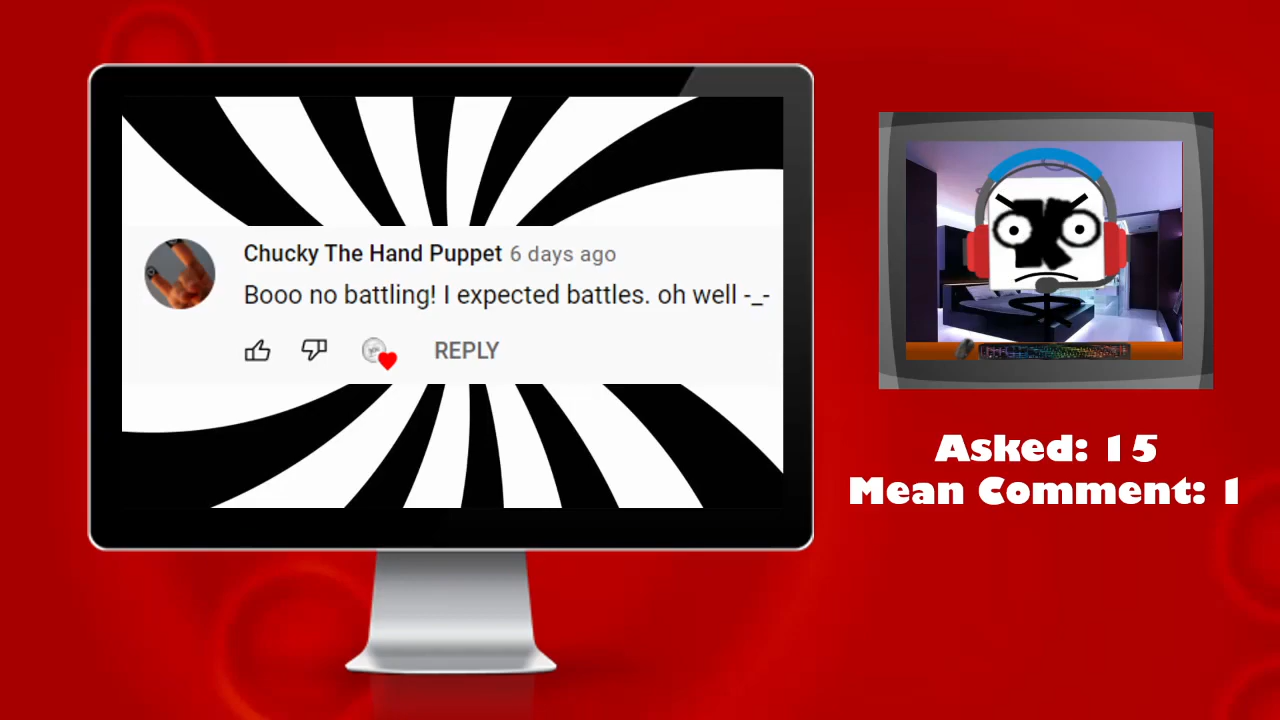 Chucky The Hand Puppet 6 days ago
Booo no battling! I expected battles. oh well -_-
REPLY
K
Asked: 15
Mean Comment: 1